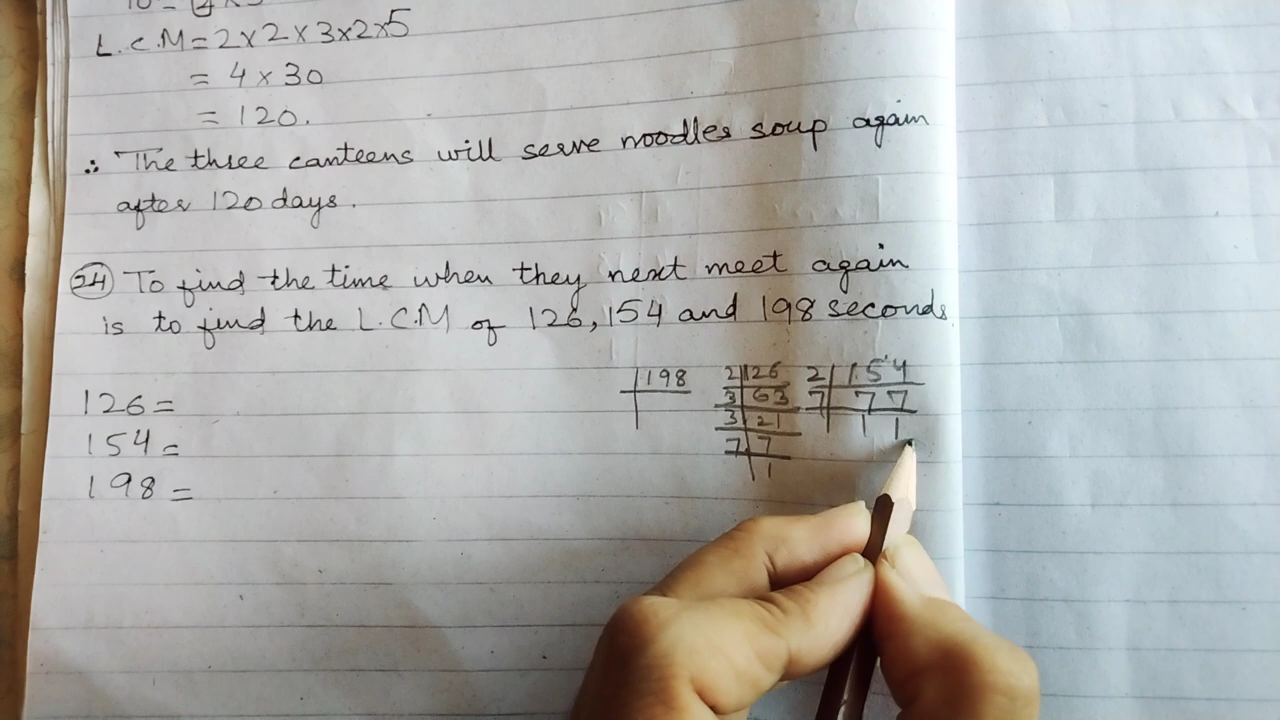 L.C.M = 2×2×3×2×5
= 4×30
= 120.
∴ The three canteens will serve noodles soup again
after 120 days.
24 To find the time when they next meet again
is to find the L.C.M of 126, 154 and 198 seconds.
126 =
154 =
198 =
198
2 126
3 63
3 21
7 7
1
2 154
7 77
11